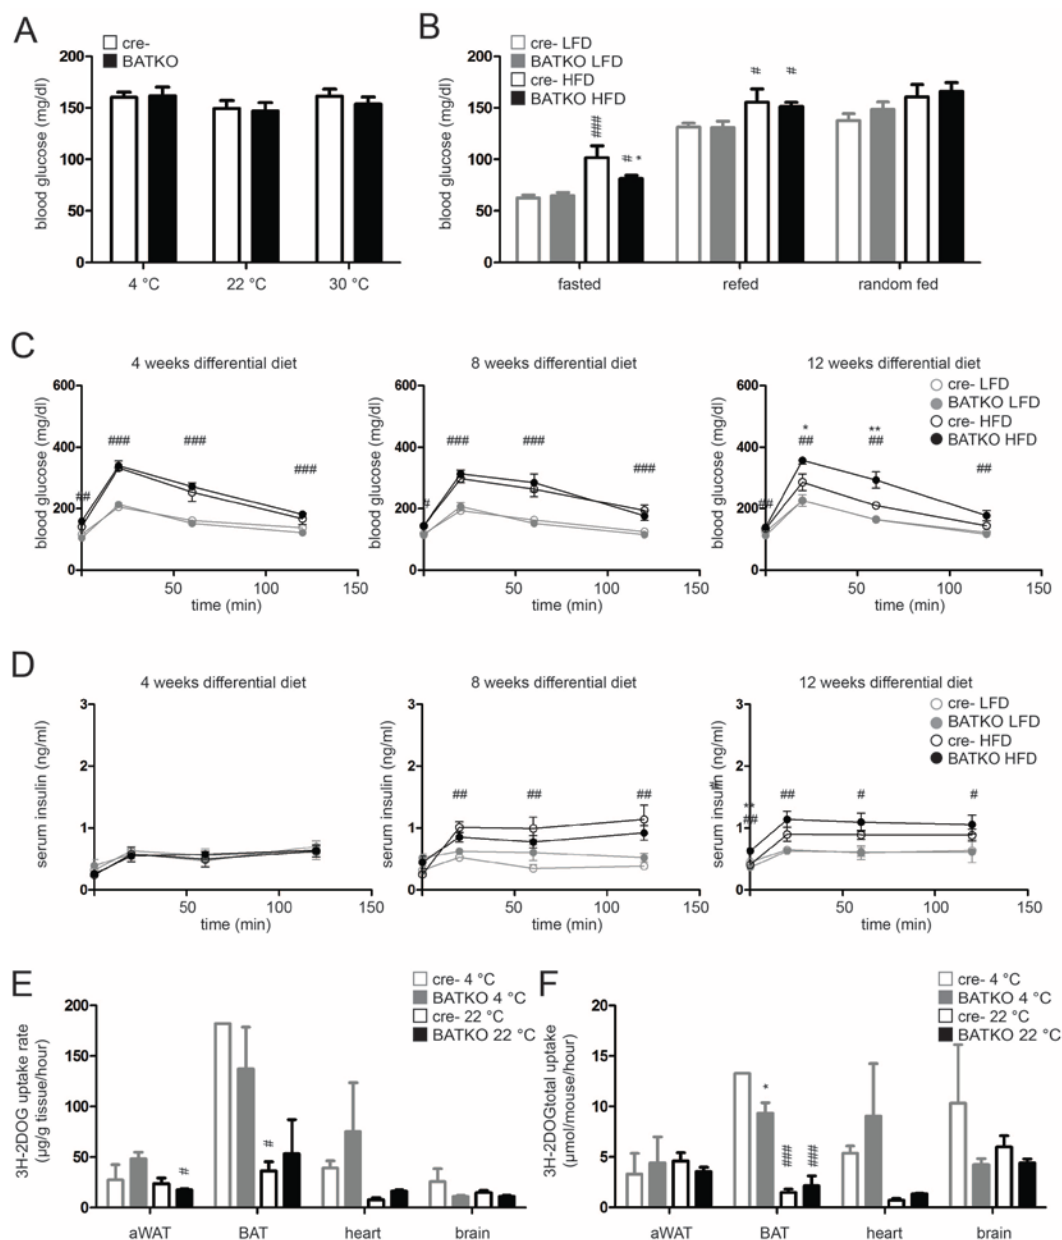 A
cre-
BATKO
blood glucose (mg/dl)
200
150
100
50
0
4 °C
22 °C
30 °C
B
cre- LFD
BATKO LFD
cre- HFD
BATKO HFD
blood glucose (mg/dl)
200
150
100
50
0
###
# *
#
#
fasted
refed
random fed
C
4 weeks differential diet
blood glucose (mg/dl)
600
400
200
0
##
###
###
###
50
100
150
time (min)
8 weeks differential diet
blood glucose (mg/dl)
600
400
200
0
#
###
###
###
50
100
150
time (min)
12 weeks differential diet
cre- LFD
BATKO LFD
cre- HFD
BATKO HFD
blood glucose (mg/dl)
600
400
200
0
##
*
##
**
##
##
50
100
150
time (min)
D
4 weeks differential diet
serum insulin (ng/ml)
3
2
1
0
50
100
150
time (min)
8 weeks differential diet
serum insulin (ng/ml)
3
2
1
0
##
##
##
50
100
150
time (min)
12 weeks differential diet
cre- LFD
BATKO LFD
cre- HFD
BATKO HFD
serum insulin (ng/ml)
#
3
2
1
0
**
##
##
#
#
50
100
150
time (min)
E
cre- 4 °C
BATKO 4 °C
cre- 22 °C
BATKO 22 °C
3H-2DOG uptake rate
(µg/g tissue/hour)
200
150
100
50
0
#
#
aWAT
BAT
heart
brain
F
cre- 4 °C
BATKO 4 °C
cre- 22 °C
BATKO 22 °C
3H-2DOGtotal uptake
(µmol/mouse/hour)
20
15
10
5
0
*
###
###
aWAT
BAT
heart
brain